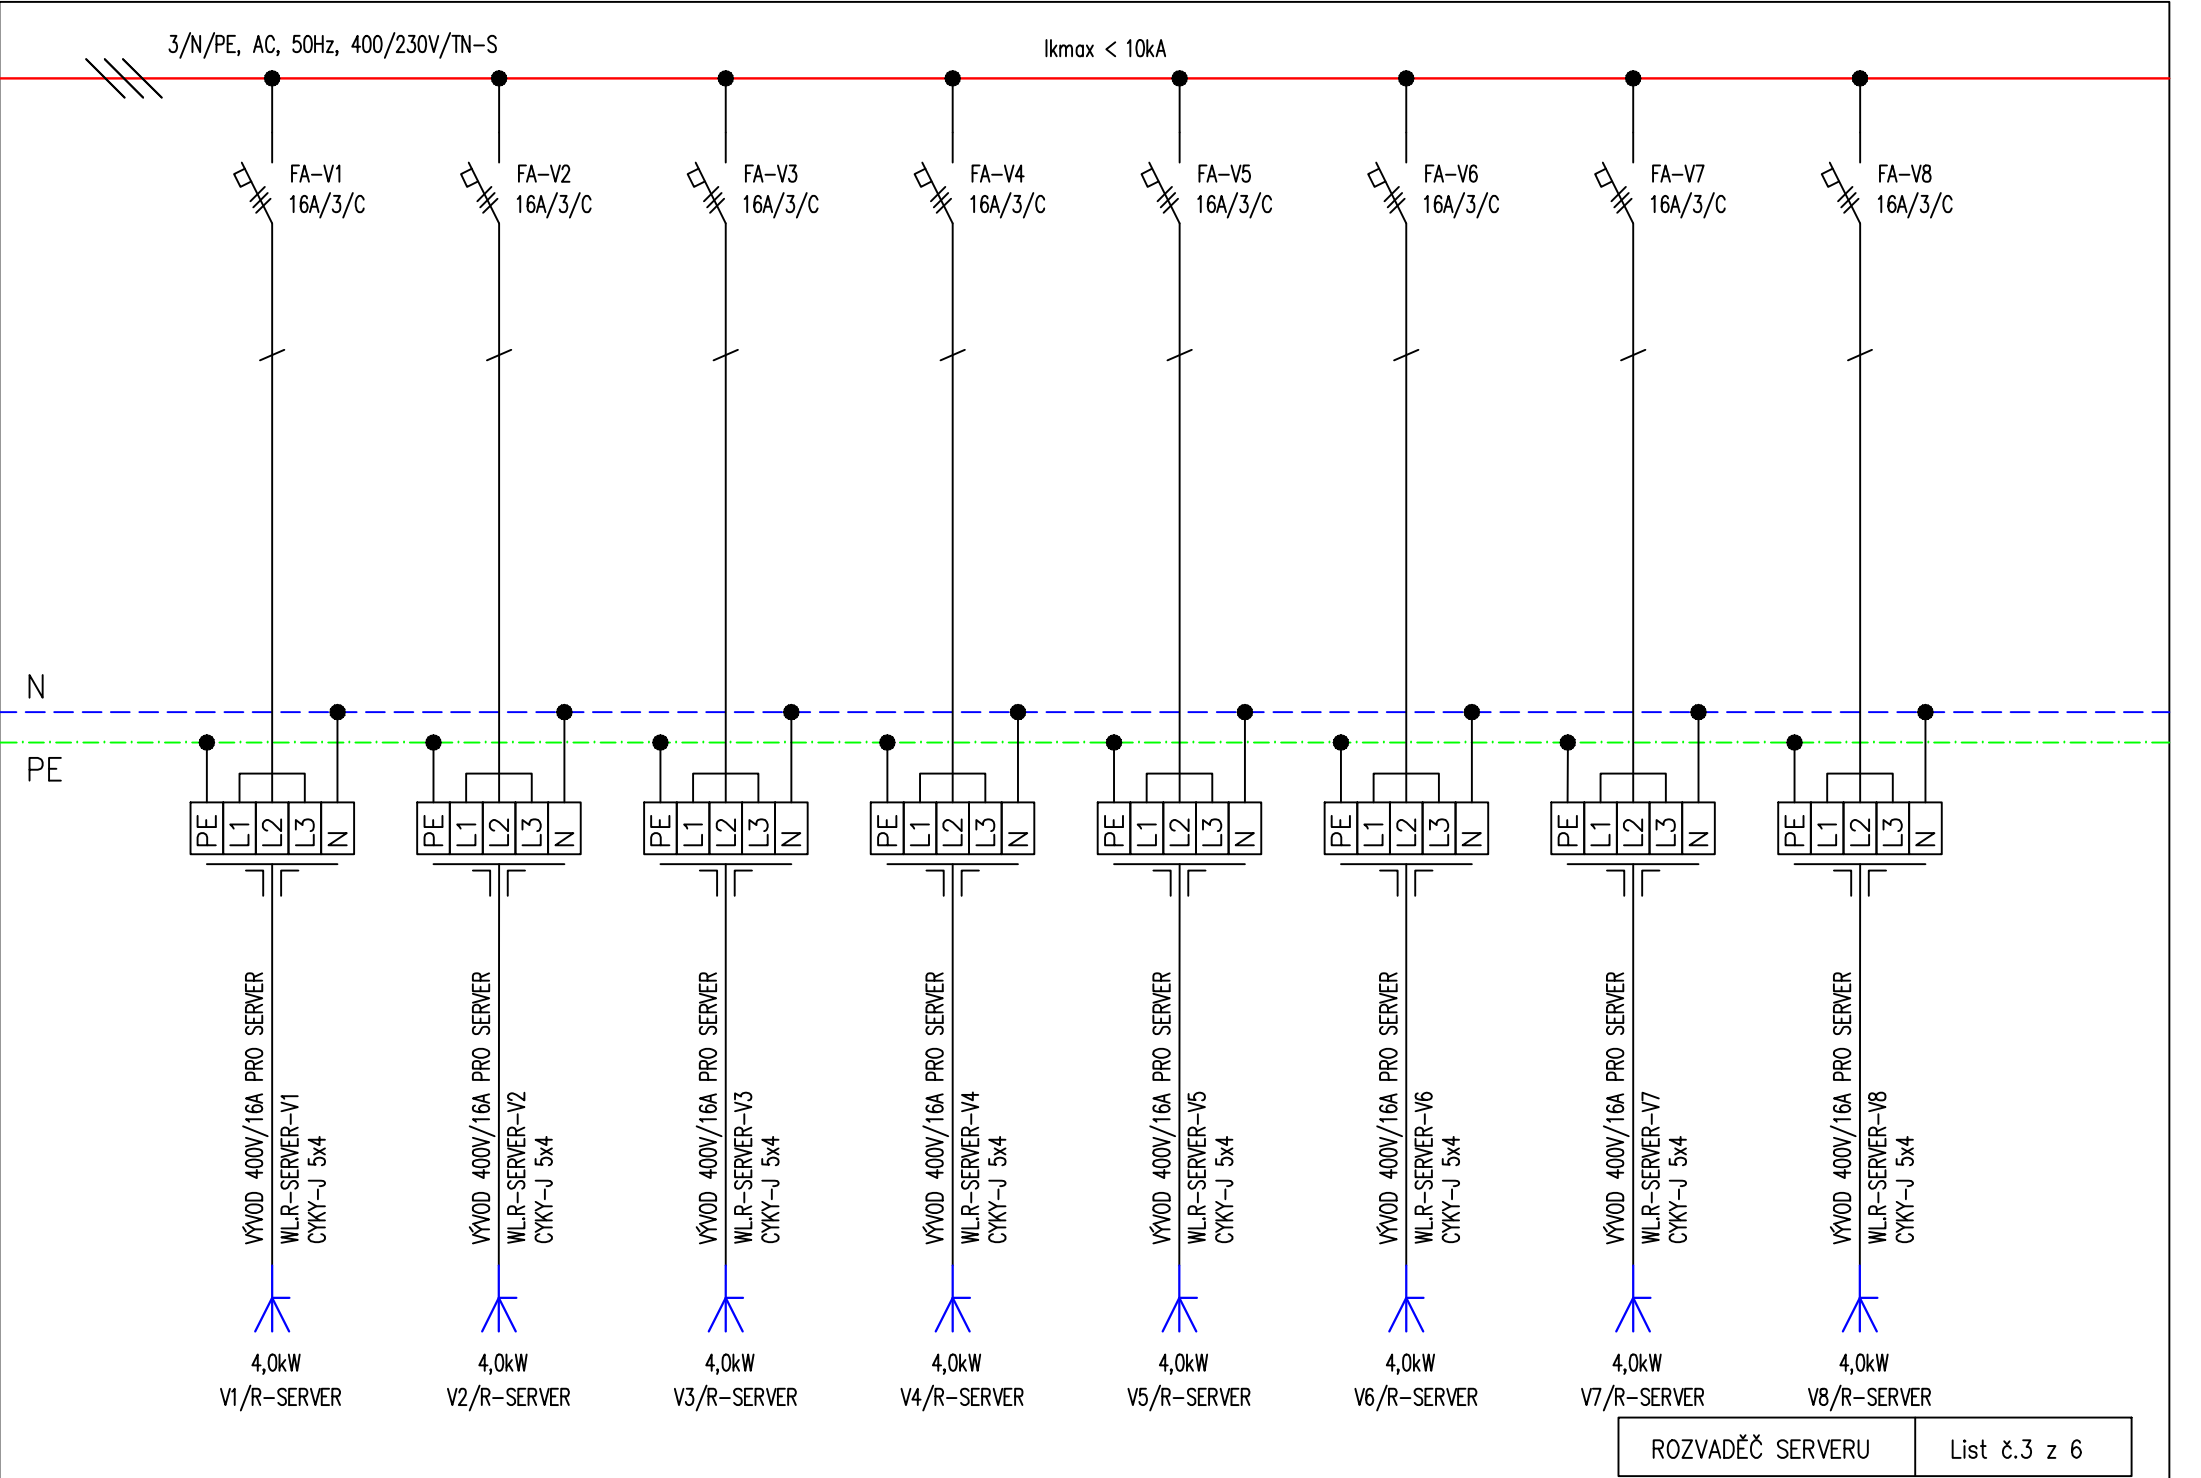 3/N/PE, AC, 50Hz, 400/230V/TN-S
Ikmax < 10kA
FA-V1
16A/3/C
FA-V2
16A/3/C
FA-V3
16A/3/C
FA-V4
16A/3/C
FA-V5
16A/3/C
FA-V6
16A/3/C
FA-V7
16A/3/C
FA-V8
16A/3/C
N
PE
PE L1 L2 L3 N
PE L1 L2 L3 N
PE L1 L2 L3 N
PE L1 L2 L3 N
PE L1 L2 L3 N
PE L1 L2 L3 N
PE L1 L2 L3 N
PE L1 L2 L3 N
VÝVOD 400V/16A PRO SERVER
WL.R-SERVER-V1
CYKY-J 5x4
VÝVOD 400V/16A PRO SERVER
WL.R-SERVER-V2
CYKY-J 5x4
VÝVOD 400V/16A PRO SERVER
WL.R-SERVER-V3
CYKY-J 5x4
VÝVOD 400V/16A PRO SERVER
WL.R-SERVER-V4
CYKY-J 5x4
VÝVOD 400V/16A PRO SERVER
WL.R-SERVER-V5
CYKY-J 5x4
VÝVOD 400V/16A PRO SERVER
WL.R-SERVER-V6
CYKY-J 5x4
VÝVOD 400V/16A PRO SERVER
WL.R-SERVER-V7
CYKY-J 5x4
VÝVOD 400V/16A PRO SERVER
WL.R-SERVER-V8
CYKY-J 5x4
4,0kW
V1/R-SERVER
4,0kW
V2/R-SERVER
4,0kW
V3/R-SERVER
4,0kW
V4/R-SERVER
4,0kW
V5/R-SERVER
4,0kW
V6/R-SERVER
4,0kW
V7/R-SERVER
4,0kW
V8/R-SERVER
ROZVADĚČ SERVERU
List č.3 z 6